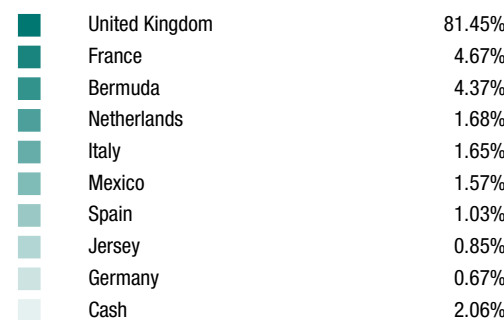 United Kingdom 81.45%
France 4.67%
Bermuda 4.37%
Netherlands 1.68%
Italy 1.65%
Mexico 1.57%
Spain 1.03%
Jersey 0.85%
Germany 0.67%
Cash 2.06%